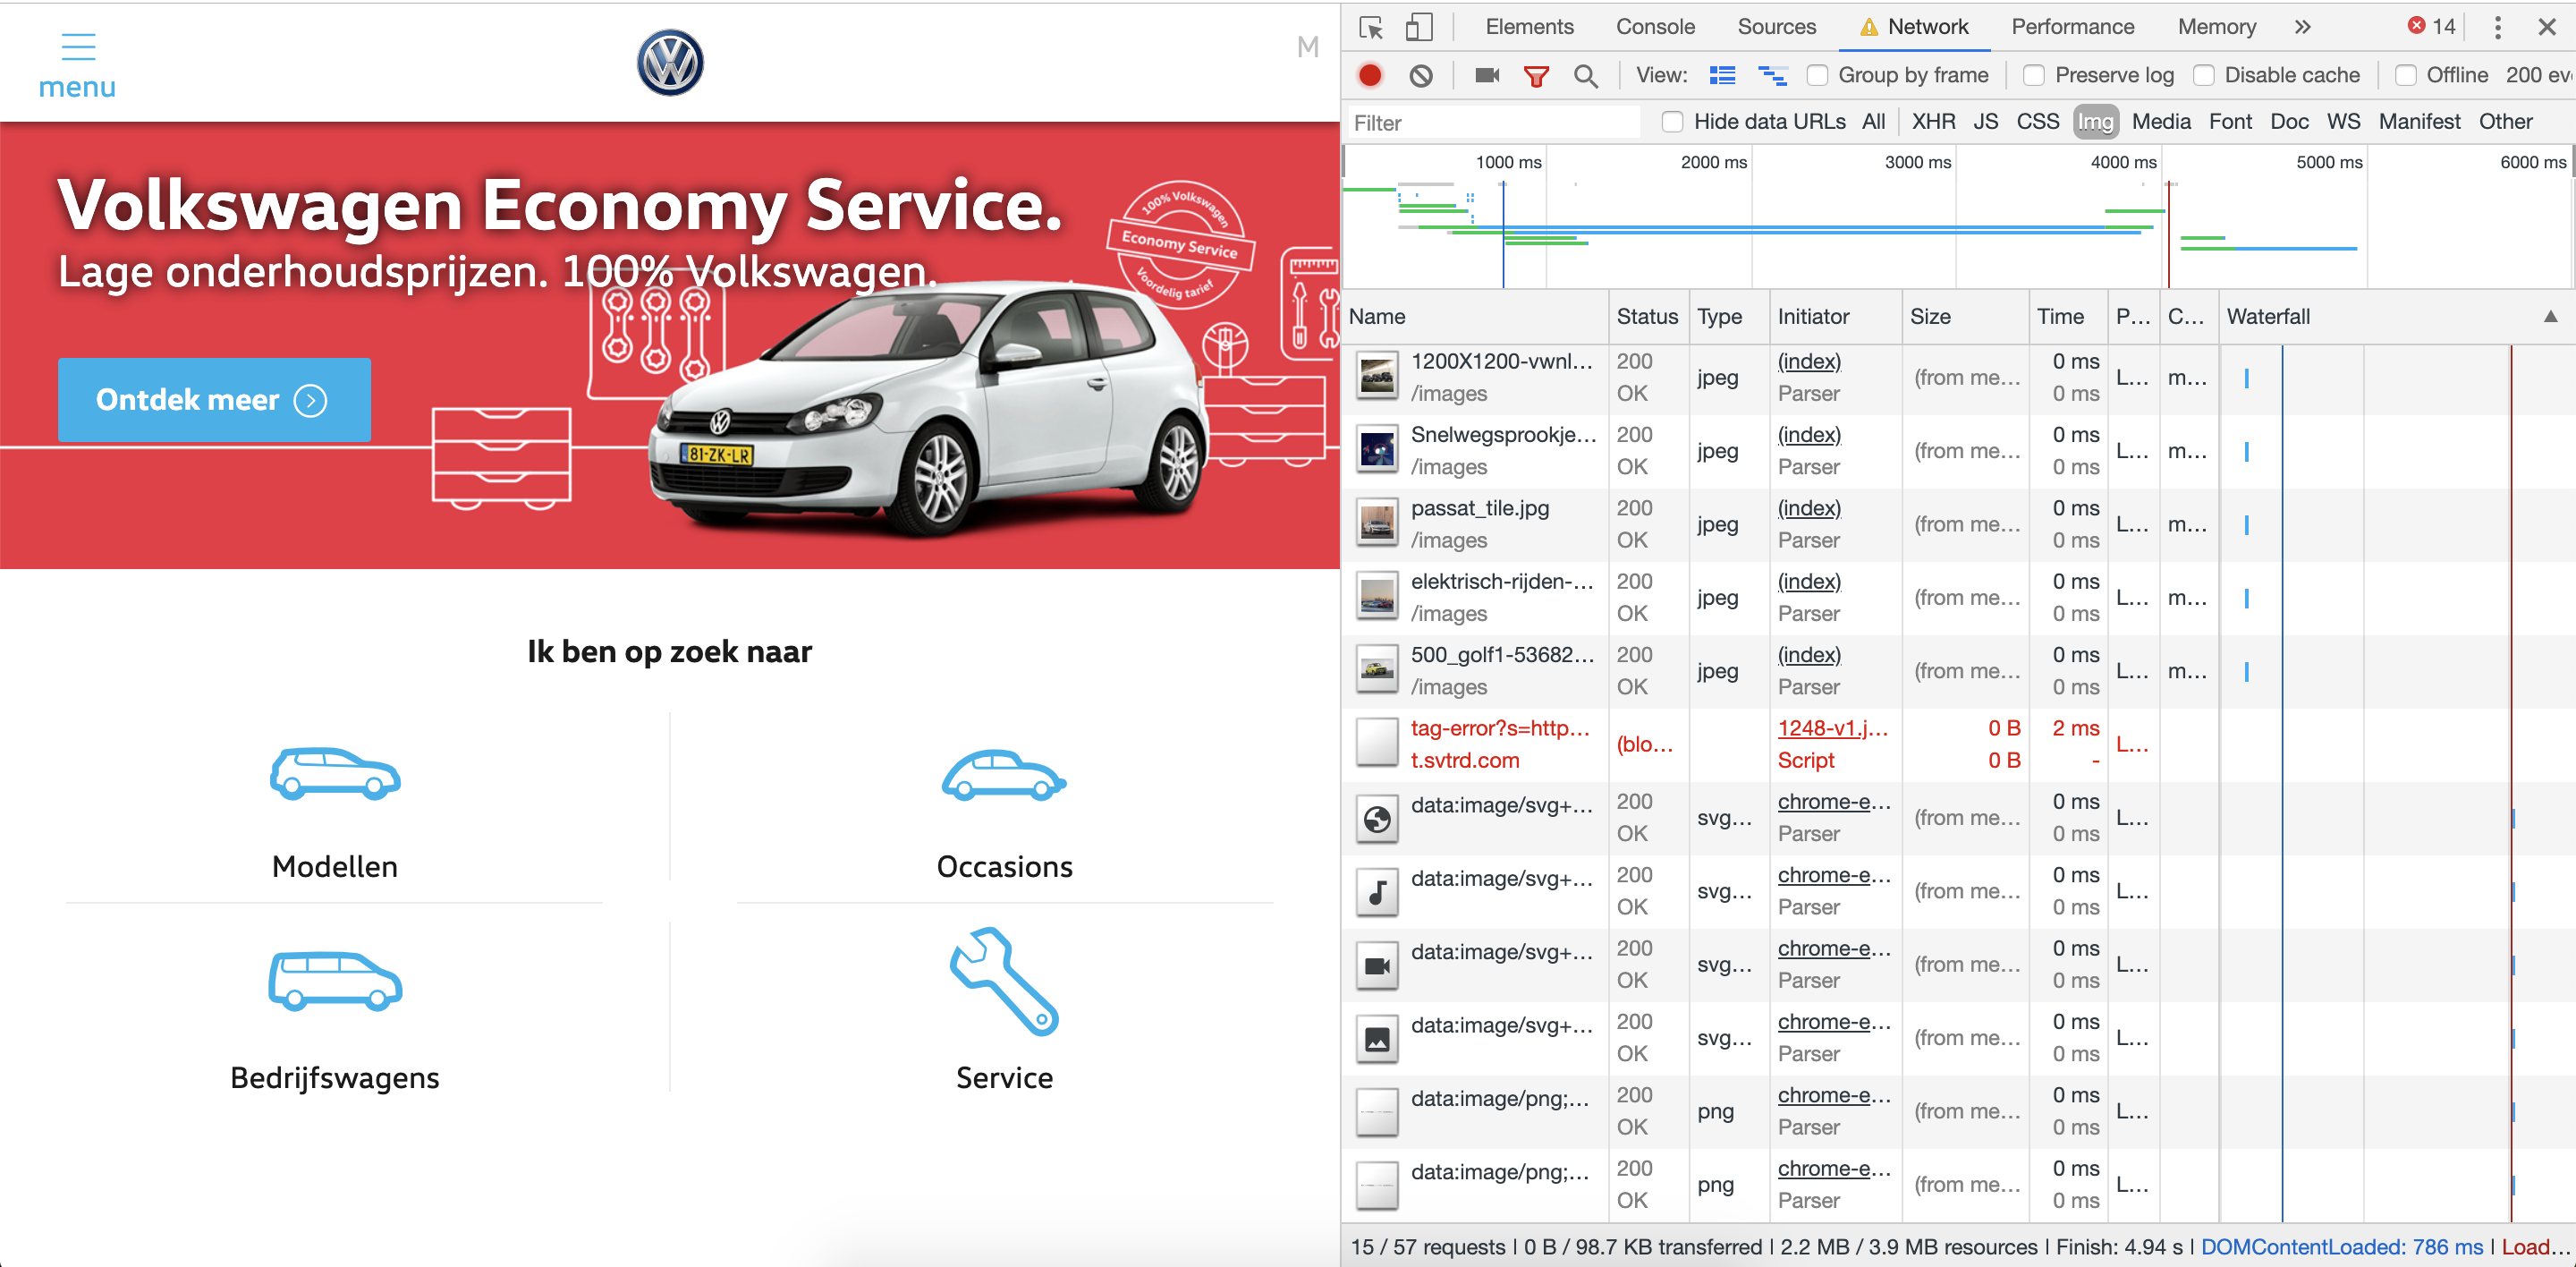 menu
M
Volkswagen Economy Service.
Lage onderhoudsprijzen. 100% Volkswagen.
100% Volkswagen
Economy Service
Voordelig tarief
Ontdek meer
81-ZK-LR
Ik ben op zoek naar
Modellen
Occasions
Bedrijfswagens
Service
Elements Console Sources Network Performance Memory 14
View: Group by frame Preserve log Disable cache Offline 200 ev
Filter Hide data URLs All XHR JS CSS Img Media Font Doc WS Manifest Other
1000 ms 2000 ms 3000 ms 4000 ms 5000 ms 6000 ms
Name Status Type Initiator Size Time P... C... Waterfall
1200X1200-vwnl... 200 (index) 0 ms
/images OK jpeg Parser (from me... 0 ms L... m...
Snelwegsprookje... 200 (index) 0 ms
/images OK jpeg Parser (from me... 0 ms L... m...
passat_tile.jpg 200 (index) 0 ms
/images OK jpeg Parser (from me... 0 ms L... m...
elektrisch-rijden-... 200 (index) 0 ms
/images OK jpeg Parser (from me... 0 ms L... m...
500_golf1-53682... 200 (index) 0 ms
/images OK jpeg Parser (from me... 0 ms L... m...
tag-error?s=http... (blo... 1248-v1.j... 0 B 2 ms L...
t.svtrd.com Script 0 B -
data:image/svg+... 200 chrome-e... 0 ms
OK svg... Parser (from me... 0 ms L...
data:image/svg+... 200 chrome-e... 0 ms
OK svg... Parser (from me... 0 ms L...
data:image/svg+... 200 chrome-e... 0 ms
OK svg... Parser (from me... 0 ms L...
data:image/svg+... 200 chrome-e... 0 ms
OK svg... Parser (from me... 0 ms L...
data:image/png;... 200 chrome-e... 0 ms
OK png Parser (from me... 0 ms L...
data:image/png;... 200 chrome-e... 0 ms
OK png Parser (from me... 0 ms L...
15 / 57 requests | 0 B / 98.7 KB transferred | 2.2 MB / 3.9 MB resources | Finish: 4.94 s | DOMContentLoaded: 786 ms | Load...